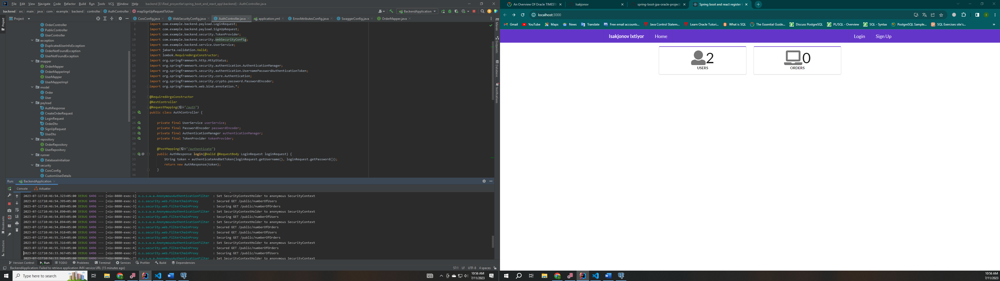 File Edit View Navigate Code Refactor Build Run Tools VCS Window Help backend [E:\Real_proyectlar\spring_boot_and_react_app\backend] - AuthController.java
backend src main java com example backend controller AuthController mapSignUpRequestToUser
BackendApplication
Project
CorsConfig.java WebSecurityConfig.java AuthController.java application.yml ErrorAttributesConfig.java SwaggerConfig.java OrderMapper.java
OrderController
PublicController
UserController
exception
DuplicatedUserInfoException
OrderNotFoundException
UserNotFoundException
mapper
OrderMapper
OrderMapperImpl
UserMapper
UserMapperImpl
model
Order
User
payload
AuthResponse
CreateOrderRequest
LoginRequest
OrderDto
SignUpRequest
UserDto
repository
OrderRepository
UserRepository
runner
DatabaseInitializer
security
CorsConfig
CustomUserDetails
7 import com.example.backend.payload.LoginRequest;
8 import com.example.backend.payload.SignUpRequest;
9 import com.example.backend.security.TokenProvider;
10 import com.example.backend.security.WebSecurityConfig;
11 import com.example.backend.service.UserService;
12 import jakarta.validation.Valid;
13 import lombok.RequiredArgsConstructor;
14 import org.springframework.http.HttpStatus;
15 import org.springframework.security.authentication.AuthenticationManager;
16 import org.springframework.security.authentication.UsernamePasswordAuthenticationToken;
17 import org.springframework.security.core.Authentication;
18 import org.springframework.security.crypto.password.PasswordEncoder;
19 import org.springframework.web.bind.annotation.*;
20
21 @RequiredArgsConstructor
22 @RestController
23 @RequestMapping("/auth")
24 public class AuthController {
25
26 private final UserService userService;
27 private final PasswordEncoder passwordEncoder;
28 private final AuthenticationManager authenticationManager;
29 private final TokenProvider tokenProvider;
30
31 @PostMapping("/authenticate")
32 public AuthResponse login(@Valid @RequestBody LoginRequest loginRequest) {
33 String token = authenticateAndGetToken(loginRequest.getUsername(), loginRequest.getPassword());
34 return new AuthResponse(token);
35 }
36
Project
Bookmarks
Structure
Maven
Endpoints
Database
Notifications
Run: BackendApplication
Console Actuator
2023-07-11T10:46:54.323+05:00 DEBUG 6496 --- [nio-8080-exec-1] o.s.s.w.a.AnonymousAuthenticationFilter : Set SecurityContextHolder to anonymous SecurityContext
2023-07-11T10:46:54.395+05:00 DEBUG 6496 --- [nio-8080-exec-1] o.s.security.web.FilterChainProxy : Secured GET /public/numberOfUsers
2023-07-11T10:46:54.889+05:00 DEBUG 6496 --- [nio-8080-exec-3] o.s.security.web.FilterChainProxy : Securing GET /public/numberOfOrders
2023-07-11T10:46:54.890+05:00 DEBUG 6496 --- [nio-8080-exec-3] o.s.s.w.a.AnonymousAuthenticationFilter : Set SecurityContextHolder to anonymous SecurityContext
2023-07-11T10:46:54.893+05:00 DEBUG 6496 --- [nio-8080-exec-2] o.s.security.web.FilterChainProxy : Securing GET /public/numberOfUsers
2023-07-11T10:46:54.894+05:00 DEBUG 6496 --- [nio-8080-exec-2] o.s.s.w.a.AnonymousAuthenticationFilter : Set SecurityContextHolder to anonymous SecurityContext
2023-07-11T10:46:54.894+05:00 DEBUG 6496 --- [nio-8080-exec-3] o.s.security.web.FilterChainProxy : Secured GET /public/numberOfOrders
2023-07-11T10:46:54.918+05:00 DEBUG 6496 --- [nio-8080-exec-2] o.s.security.web.FilterChainProxy : Secured GET /public/numberOfUsers
2023-07-11T10:46:55.314+05:00 DEBUG 6496 --- [nio-8080-exec-4] o.s.security.web.FilterChainProxy : Securing GET /public/numberOfOrders
2023-07-11T10:46:55.316+05:00 DEBUG 6496 --- [nio-8080-exec-4] o.s.s.w.a.AnonymousAuthenticationFilter : Set SecurityContextHolder to anonymous SecurityContext
2023-07-11T10:46:55.319+05:00 DEBUG 6496 --- [nio-8080-exec-4] o.s.security.web.FilterChainProxy : Secured GET /public/numberOfOrders
2023-07-11T10:56:33.967+05:00 DEBUG 6496 --- [nio-8080-exec-7] o.s.security.web.FilterChainProxy : Securing GET /public/numberOfUsers
2023-07-11T10:56:33.968+05:00 DEBUG 6496 --- [nio-8080-exec-7] o.s.s.w.a.AnonymousAuthenticationFilter : Set SecurityContextHolder to anonymous SecurityContext
Version Control Run TODO Problems Terminal Services Profiler Build Dependencies
BackendApplication: Failed to retrieve application JMX service URL (15 minutes ago) 57:1 LF UTF-8 4 spaces
Type here to search
10:56 AM
7/11/2023
An Overview Of Oracle TIMEST Isakjonov spring-boot-jpa-oracle-project Spring boot and react register
localhost:3000
Gmail YouTube Maps News Translate Free email accounts... Java Control Statem... Learn Oracle Tutori... What is SQL The Essential Guide... Discuss PostgreSQL PL/SQL - Overview SQL - Syntax PostgreSQL Sample... SQL Exercises site's... »
Isakjonov Ixtiyor Home Login Sign Up
2
USERS
0
ORDERS
10:56 AM
7/11/2023